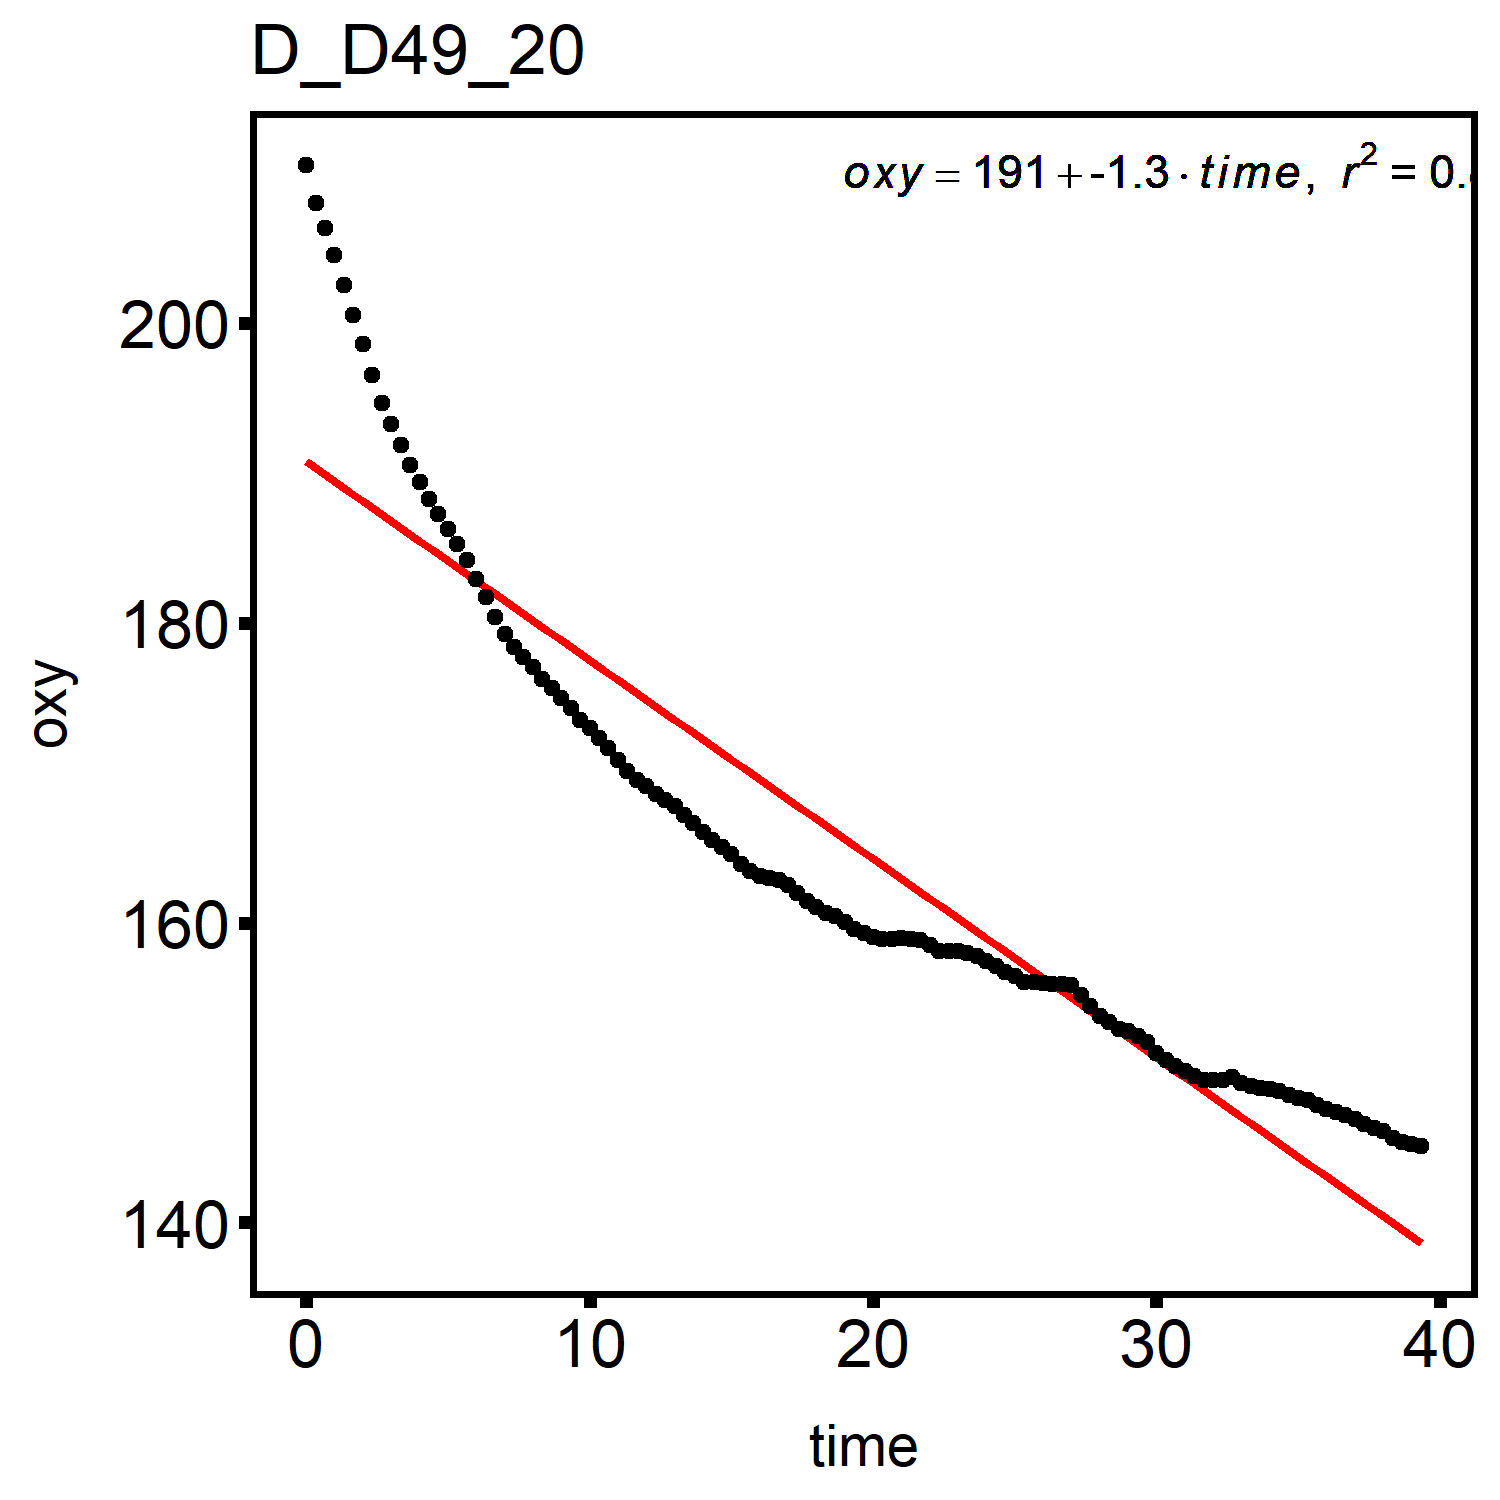 D_D49_20
oxy = 191 + -1.3 · time, r² = 0.
200
180
160
140
oxy
0 10 20 30 40
time